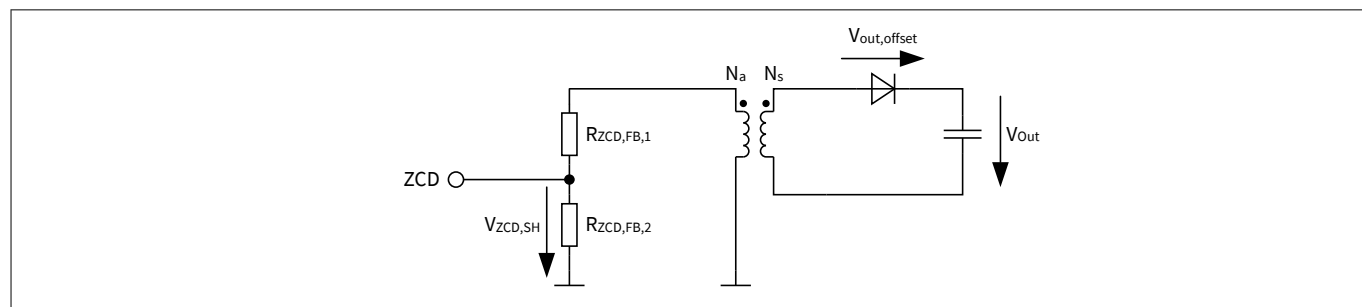 Vout,offset
Na Ns
RZCD,FB,1
VOut
ZCD
VZCD,SH
RZCD,FB,2